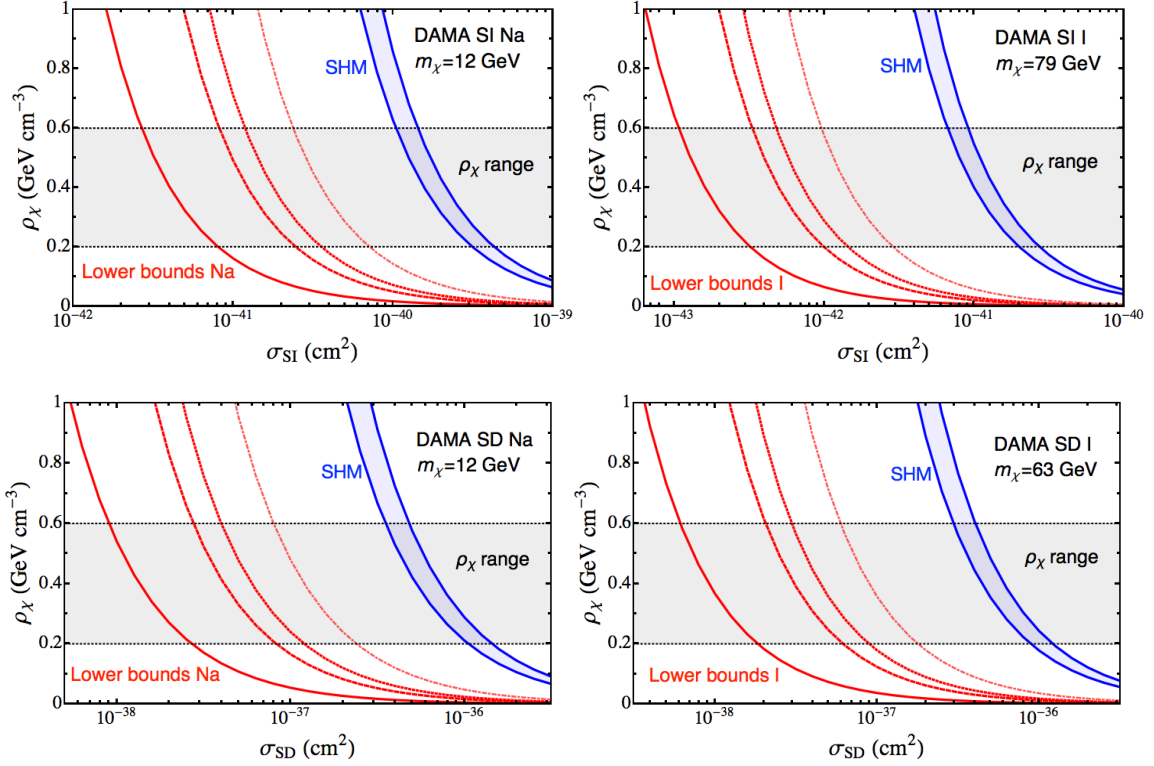 DAMA SI Na
mχ=12 GeV
SHM
ρχ range
Lower bounds Na
ρχ (GeV cm⁻³)
1
0.8
0.6
0.4
0.2
0
10⁻⁴²
10⁻⁴¹
10⁻⁴⁰
10⁻³⁹
σSI (cm²)
DAMA SI I
mχ=79 GeV
SHM
ρχ range
Lower bounds I
ρχ (GeV cm⁻³)
1
0.8
0.6
0.4
0.2
0
10⁻⁴³
10⁻⁴²
10⁻⁴¹
10⁻⁴⁰
σSI (cm²)
DAMA SD Na
mχ=12 GeV
SHM
ρχ range
Lower bounds Na
ρχ (GeV cm⁻³)
1
0.8
0.6
0.4
0.2
0
10⁻³⁸
10⁻³⁷
10⁻³⁶
σSD (cm²)
DAMA SD I
mχ=63 GeV
SHM
ρχ range
Lower bounds I
ρχ (GeV cm⁻³)
1
0.8
0.6
0.4
0.2
0
10⁻³⁸
10⁻³⁷
10⁻³⁶
σSD (cm²)